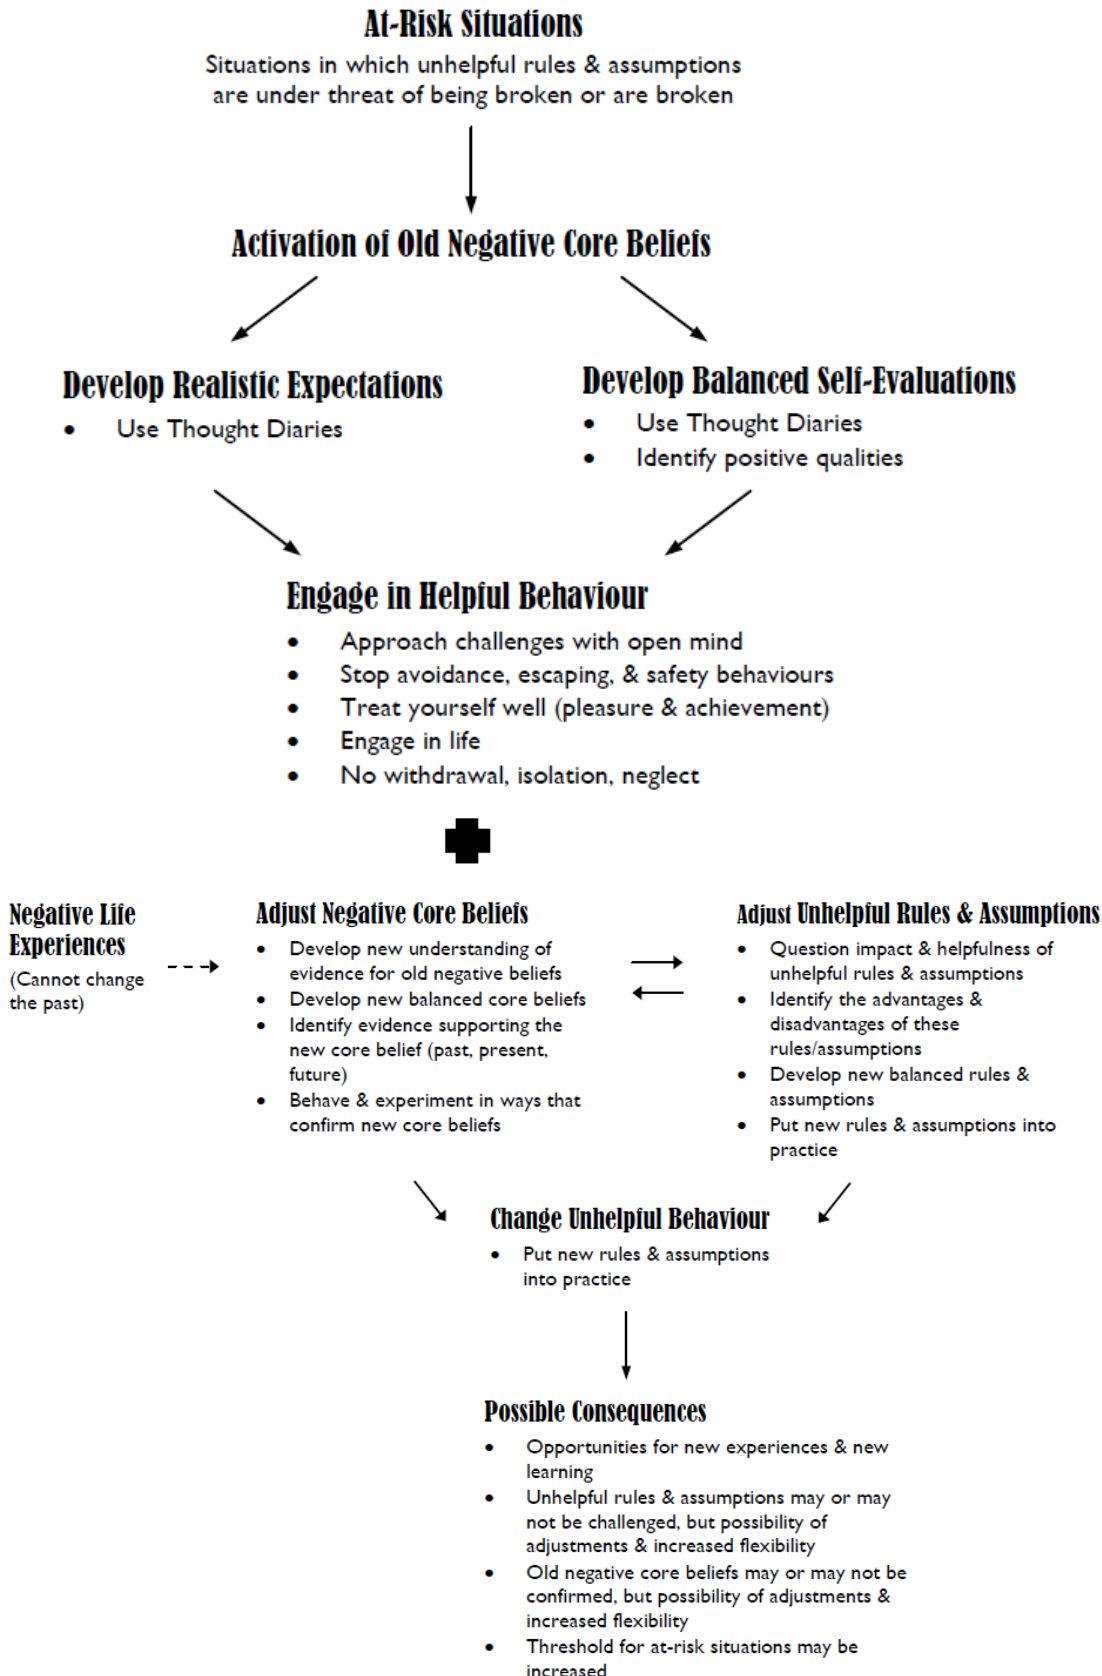 At-Risk Situations
Situations in which unhelpful rules & assumptions
are under threat of being broken or are broken
Activation of Old Negative Core Beliefs
Develop Realistic Expectations
• Use Thought Diaries
Develop Balanced Self-Evaluations
• Use Thought Diaries
• Identify positive qualities
Engage in Helpful Behaviour
• Approach challenges with open mind
• Stop avoidance, escaping, & safety behaviours
• Treat yourself well (pleasure & achievement)
• Engage in life
• No withdrawal, isolation, neglect
Negative Life
Experiences
(Cannot change
the past)
Adjust Negative Core Beliefs
• Develop new understanding of
evidence for old negative beliefs
• Develop new balanced core beliefs
• Identify evidence supporting the
new core belief (past, present,
future)
• Behave & experiment in ways that
confirm new core beliefs
Adjust Unhelpful Rules & Assumptions
• Question impact & helpfulness of
unhelpful rules & assumptions
• Identify the advantages &
disadvantages of these
rules/assumptions
• Develop new balanced rules &
assumptions
• Put new rules & assumptions into
practice
Change Unhelpful Behaviour
• Put new rules & assumptions
into practice
Possible Consequences
• Opportunities for new experiences & new
learning
• Unhelpful rules & assumptions may or may
not be challenged, but possibility of
adjustments & increased flexibility
• Old negative core beliefs may or may not be
confirmed, but possibility of adjustments &
increased flexibility
• Threshold for at-risk situations may be
increased